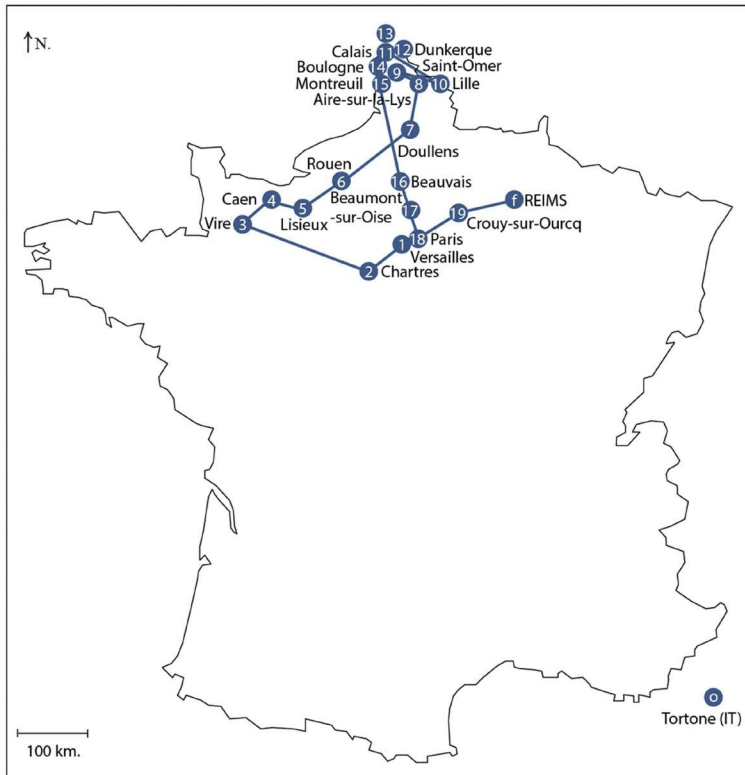 N.
13
Calais 11 12 Dunkerque
Boulogne 14 9 Saint-Omer
Montreuil 15 8 10 Lille
Aire-sur-la-Lys
7
Doullens
Rouen
6 16 Beauvais
Caen 4 Beaumont f REIMS
5 -sur-Oise 17 19
Vire 3 Lisieux Crouy-sur-Ourcq
1 18 Paris
Versailles
2 Chartres
o
Tortone (IT)
100 km.